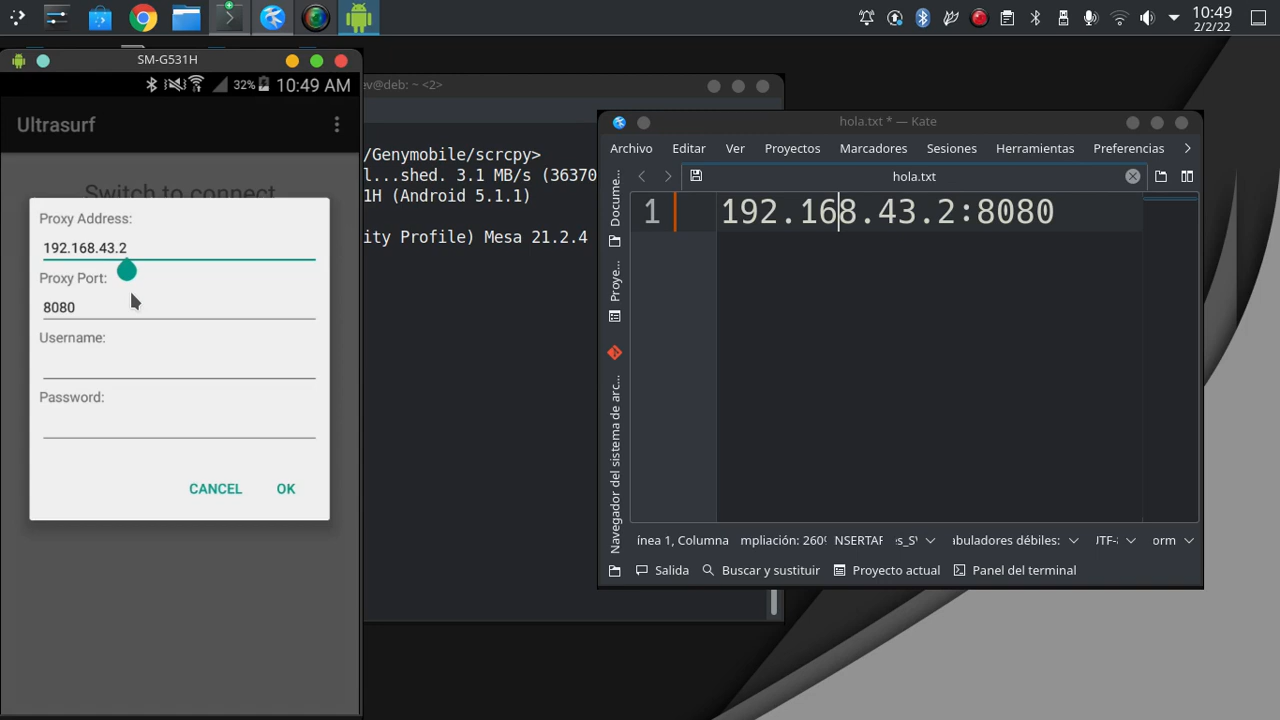 10:49
2/2/22
SM-G531H
32% 10:49 AM
Ultrasurf
Switch to connect
Proxy Address:
192.168.43.2
Proxy Port:
8080
Username:
Password:
CANCEL OK
ev@deb: ~ <2>
/Genymobile/scrcpy>
l...shed. 3.1 MB/s (36370
1H (Android 5.1.1)
ity Profile) Mesa 21.2.4
hola.txt * — Kate
Archivo Editar Ver Proyectos Marcadores Sesiones Herramientas Preferencias
hola.txt
1 192.168.43.2:8080
Docume...
Proye...
Navegador del sistema de arc...
ínea 1, Columna mpliación: 260% NSERTAR abuladores débiles: orm
Salida Buscar y sustituir Proyecto actual Panel del terminal